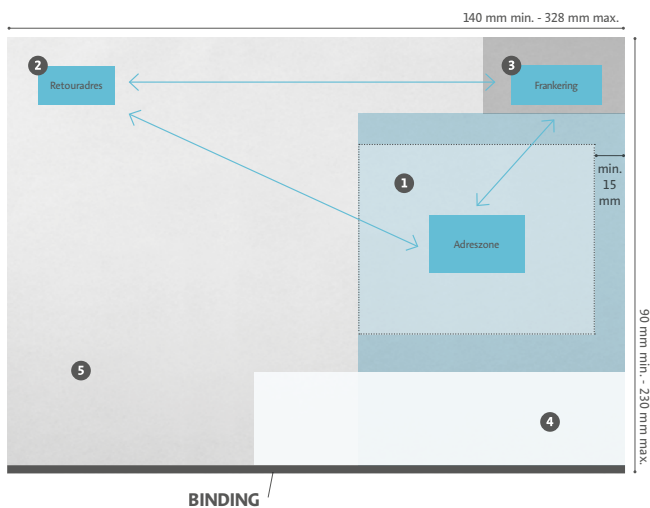 140 mm min. - 328 mm max.
2
Retouradres
3
Frankering
1
min.
15
mm
Adreszone
90 mm min. - 230 mm max.
5
4
BINDING